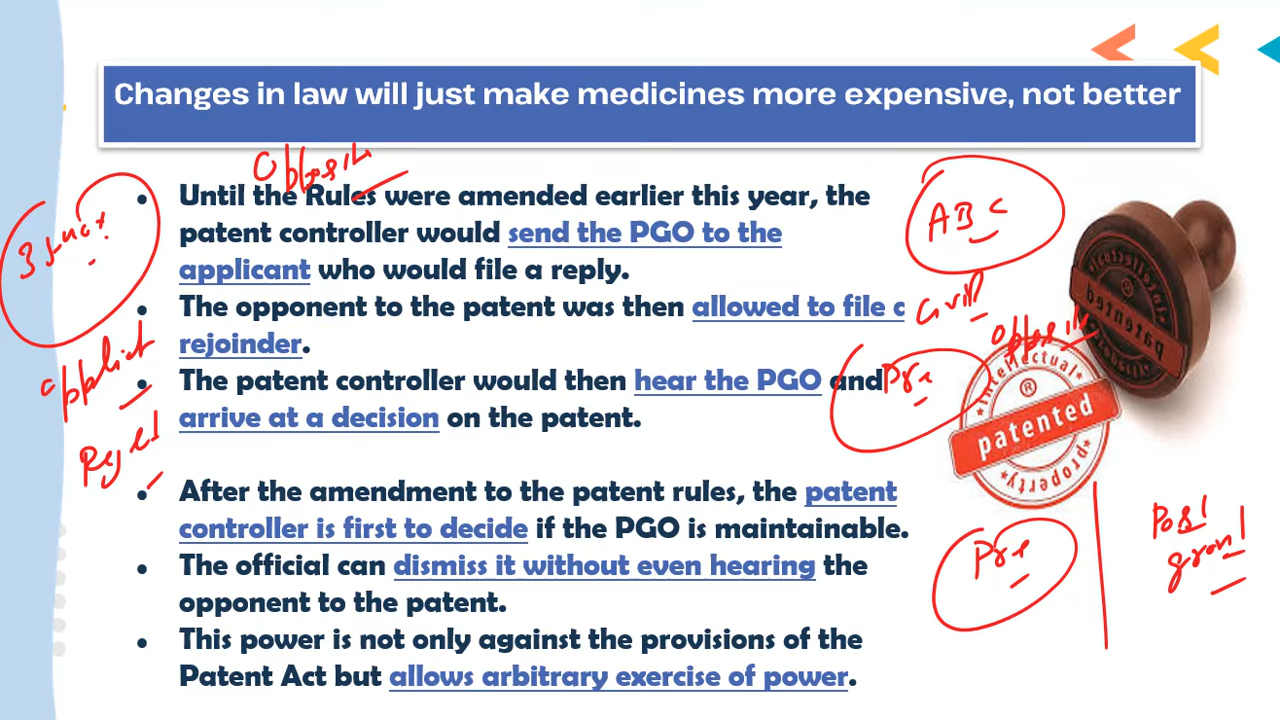 Changes in law will just make medicines more expensive, not better
Until the Rules were amended earlier this year, the
patent controller would send the PGO to the
applicant who would file a reply.
The opponent to the patent was then allowed to file a
rejoinder.
The patent controller would then hear the PGO and
arrive at a decision on the patent.
After the amendment to the patent rules, the patent
controller is first to decide if the PGO is maintainable.
The official can dismiss it without even hearing the
opponent to the patent.
This power is not only against the provisions of the
Patent Act but allows arbitrary exercise of power.
ABC
Pre
intellectual
®
patented
property
Pre
Post
grant